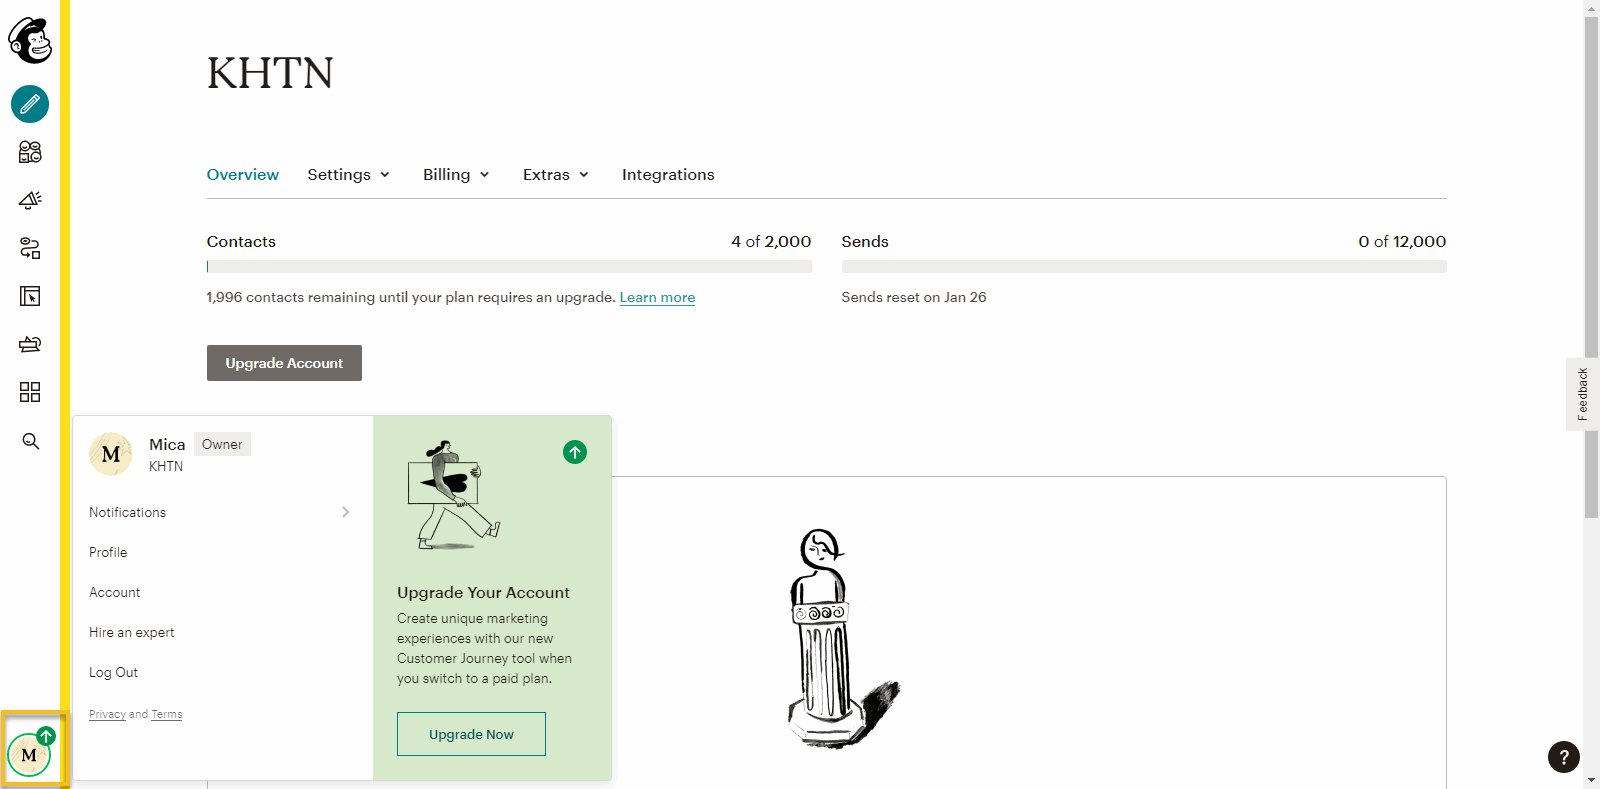 KHTN
Overview Settings Billing Extras Integrations
Contacts 4 of 2,000
Sends 0 of 12,000
1,996 contacts remaining until your plan requires an upgrade. Learn more
Sends reset on Jan 26
Upgrade Account
M
Mica Owner
KHTN
Notifications
Profile
Account
Hire an expert
Log Out
Privacy and Terms
Upgrade Your Account
Create unique marketing
experiences with our new
Customer Journey tool when
you switch to a paid plan.
Upgrade Now
M
Feedback
?